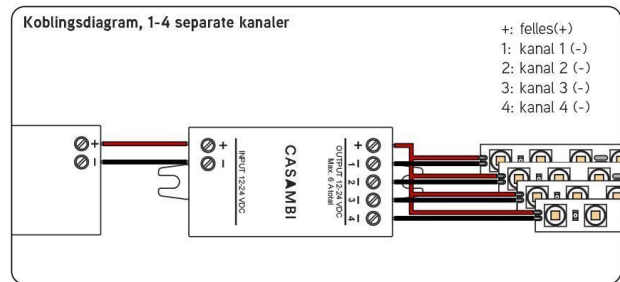 Koblingsdiagram, 1-4 separate kanaler
+: felles(+)
1: kanal 1 (-)
2: kanal 2 (-)
3: kanal 3 (-)
4: kanal 4 (-)
+
-
+
-
INPUT 12-24 VDC
CASAMBI
OUTPUT 12-24 VDC
Max. 6 A total
+
1 -
2 -
3 -
4 -